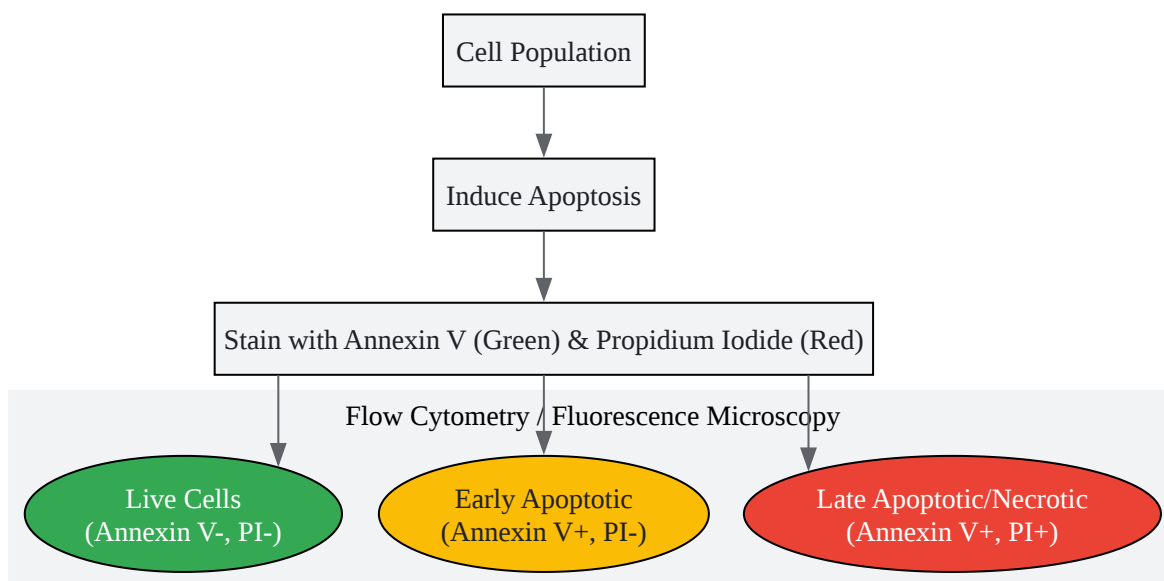 Cell Population
Induce Apoptosis
Stain with Annexin V (Green) & Propidium Iodide (Red)
Flow Cytometry / Fluorescence Microscopy
Live Cells
(Annexin V-, PI-)
Early Apoptotic
(Annexin V+, PI-)
Late Apoptotic/Necrotic
(Annexin V+, PI+)